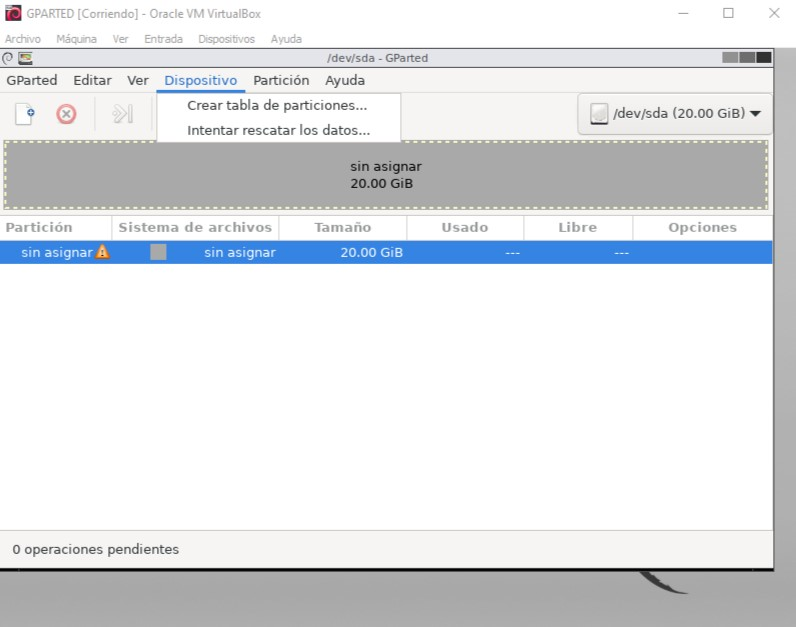 GPARTED [Corriendo] - Oracle VM VirtualBox
Archivo Máquina Ver Entrada Dispositivos Ayuda
/dev/sda - GParted
GParted Editar Ver Dispositivo Partición Ayuda
Crear tabla de particiones...
Intentar rescatar los datos...
/dev/sda (20.00 GiB)
sin asignar
20.00 GiB
Partición Sistema de archivos Tamaño Usado Libre Opciones
sin asignar sin asignar 20.00 GiB --- ---
0 operaciones pendientes